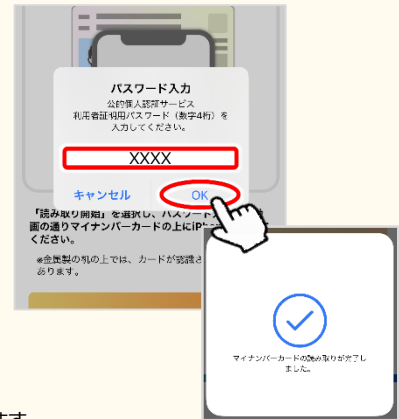 パスワード入力
公的個人認証サービス
利用者証明用パスワード（数字4桁）を
入力してください。
XXXX
キャンセル
OK
「読み取り開始」を選択し、パスワード入
画の通りマイナンバーカードの上にiPh
ください。
※金属製の机の上では、カードが認識さ
あります。
マイナンバーカードの読み取りが完了し
ました。
ます